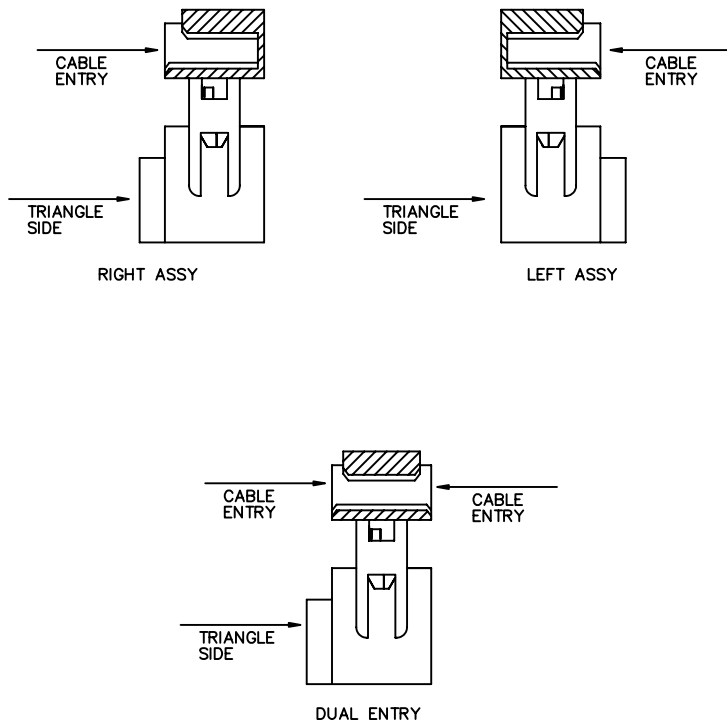 CABLE
ENTRY
TRIANGLE
SIDE
RIGHT ASSY
CABLE
ENTRY
TRIANGLE
SIDE
LEFT ASSY
CABLE
ENTRY
CABLE
ENTRY
TRIANGLE
SIDE
DUAL ENTRY